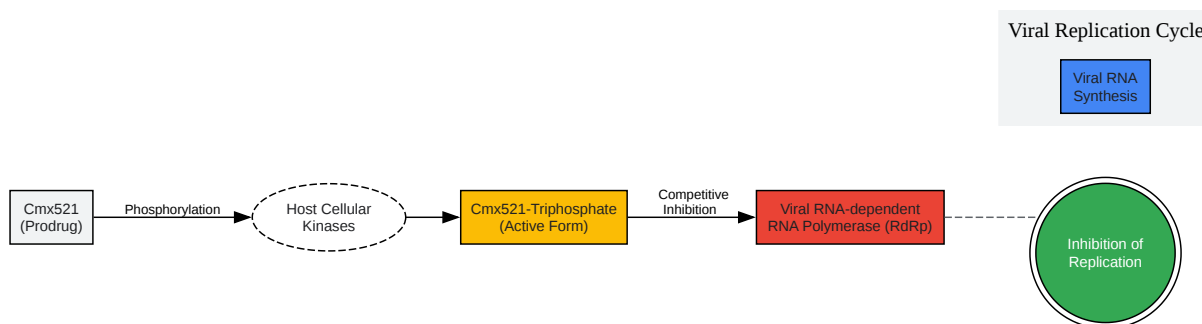 Viral Replication Cycle
Viral RNA
Synthesis
Cmx521
(Prodrug)
Phosphorylation
Host Cellular
Kinases
Cmx521-Triphosphate
(Active Form)
Competitive
Inhibition
Viral RNA-dependent
RNA Polymerase (RdRp)
Inhibition of
Replication